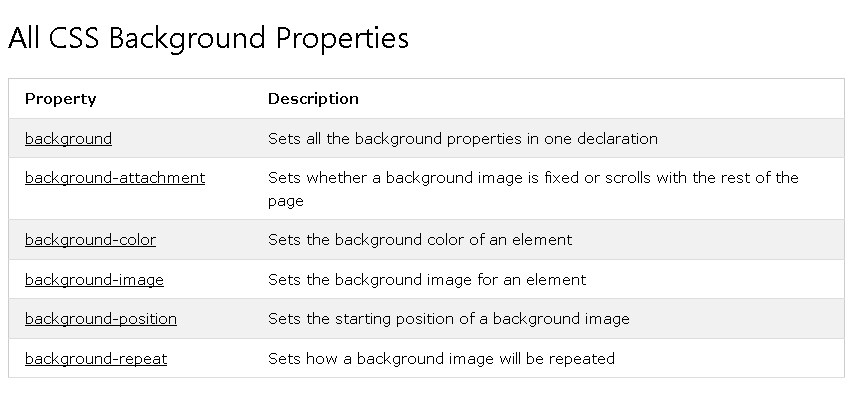 All CSS Background Properties
Property Description
background Sets all the background properties in one declaration
background-attachment Sets whether a background image is fixed or scrolls with the rest of the
page
background-color Sets the background color of an element
background-image Sets the background image for an element
background-position Sets the starting position of a background image
background-repeat Sets how a background image will be repeated